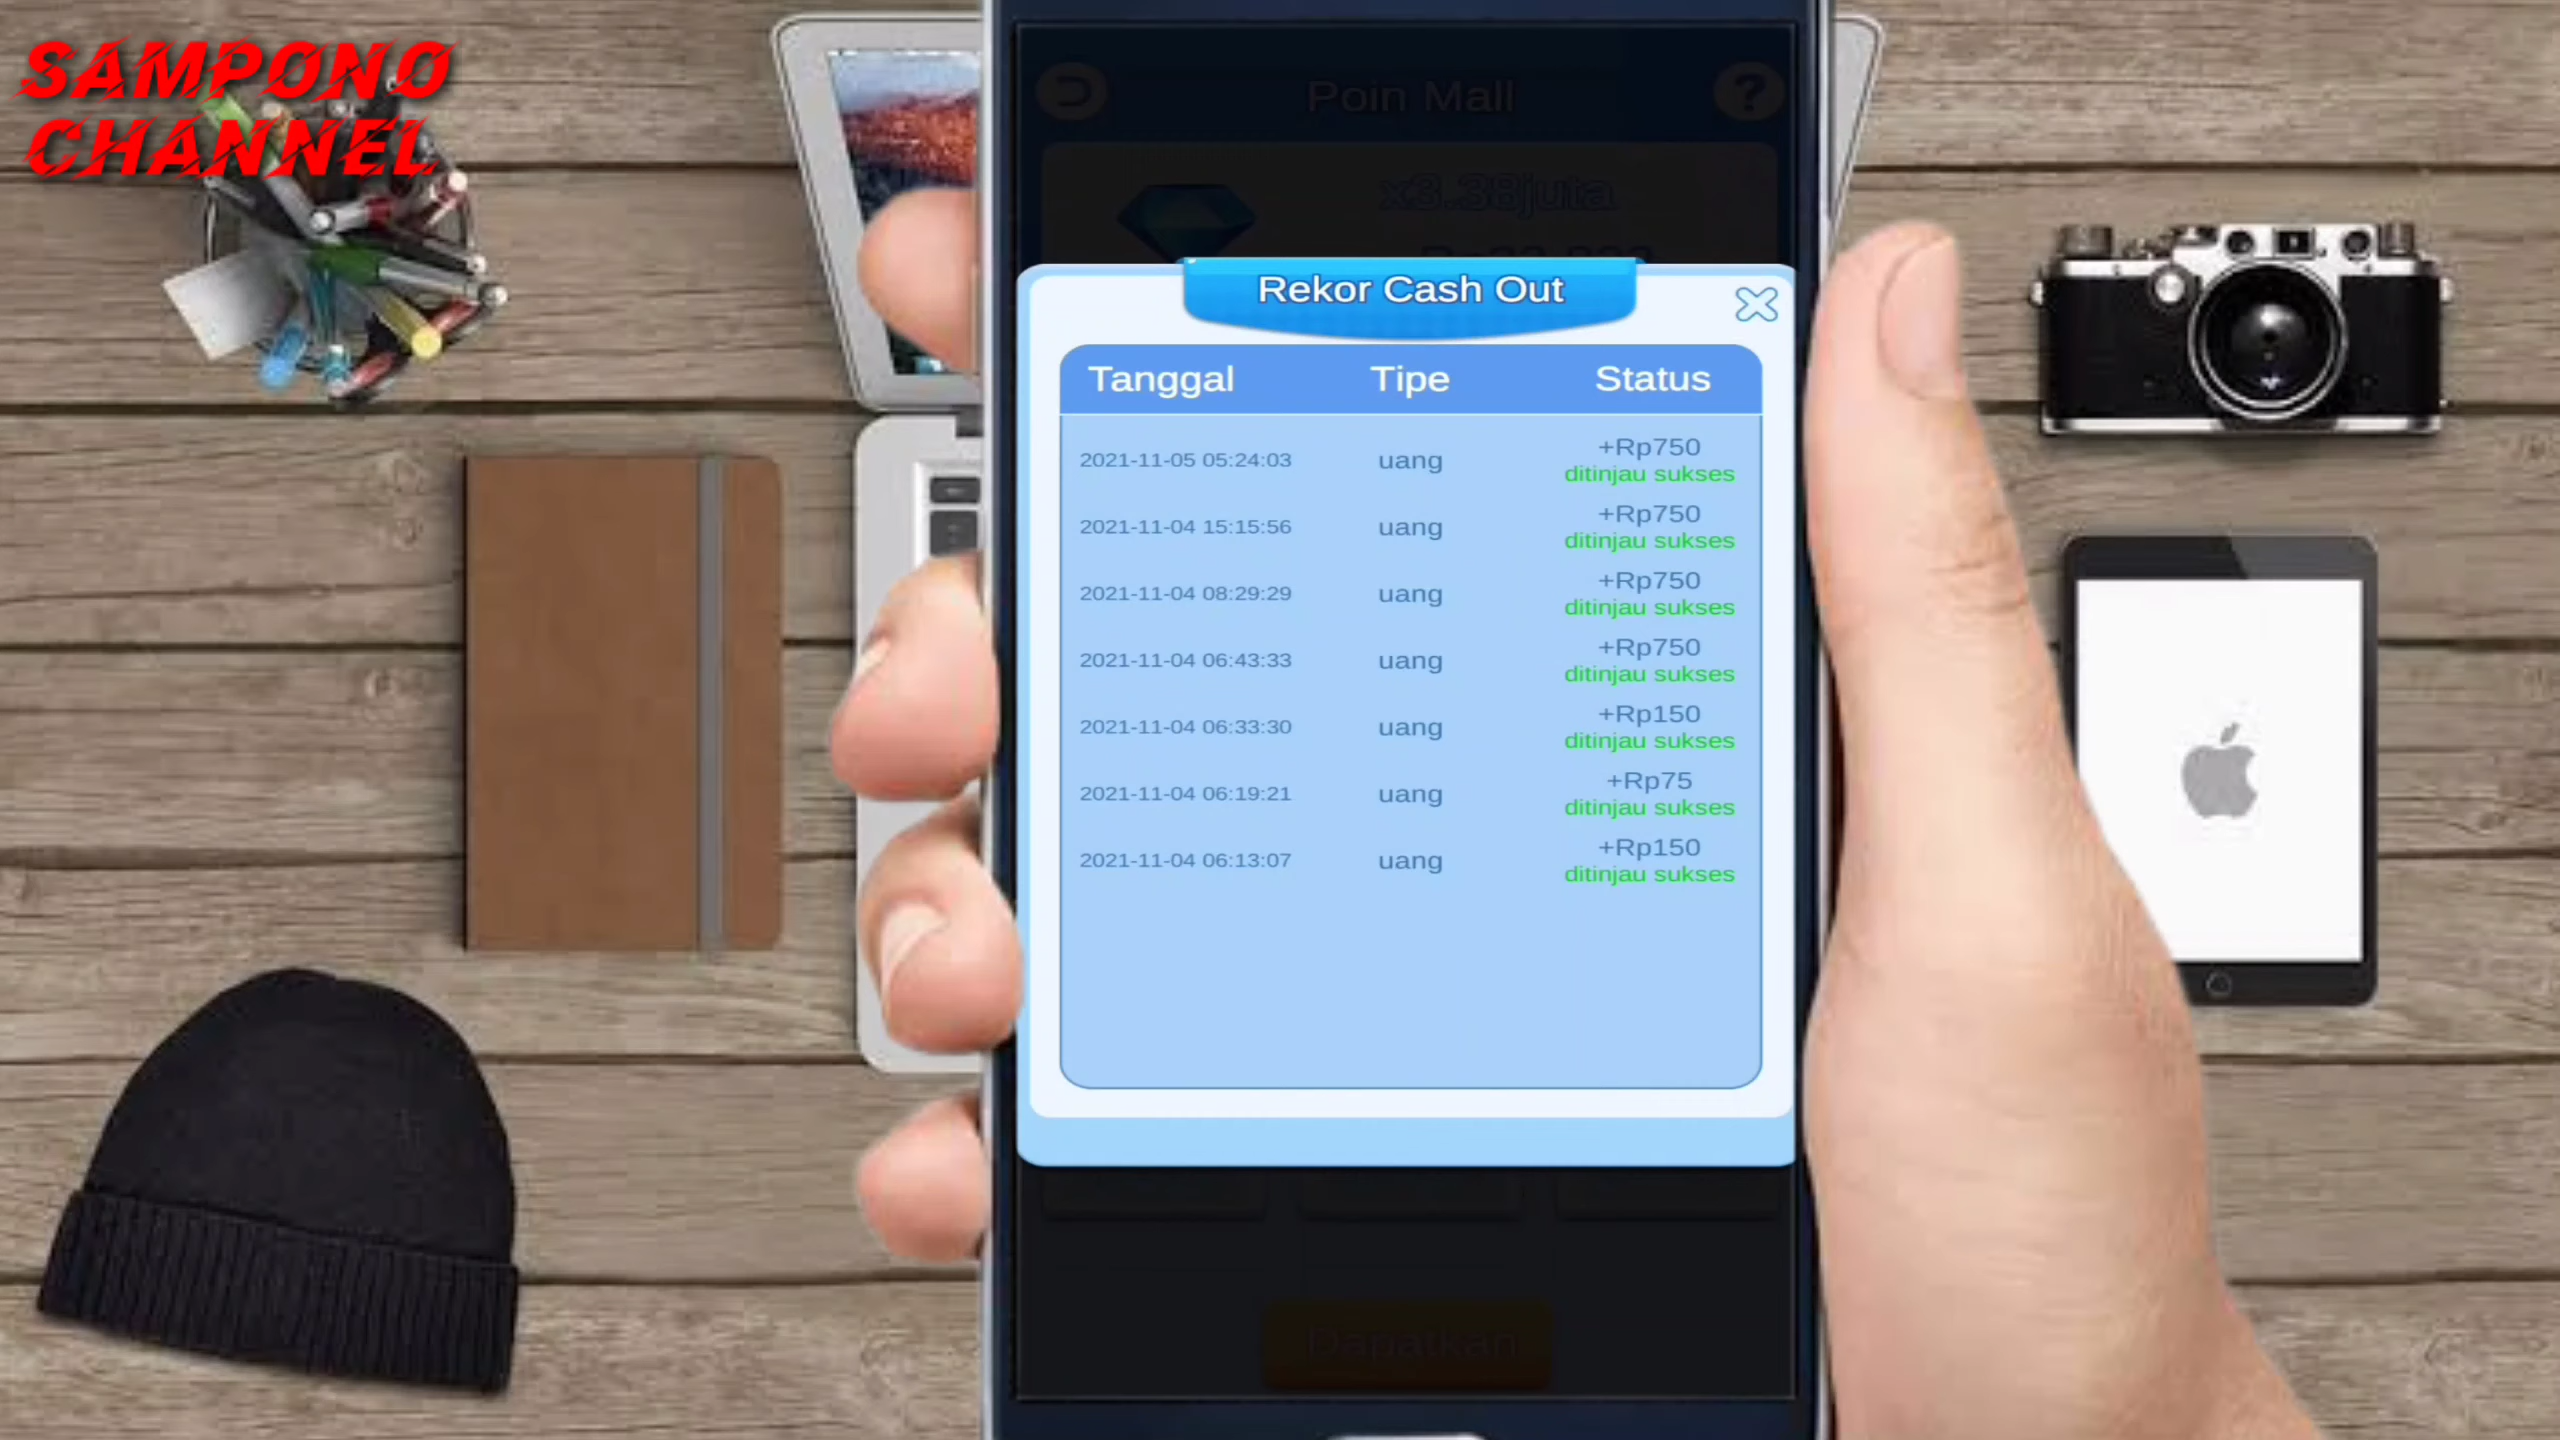 SAMPONO
CHANNEL
Poin Mall
?
x3.38juta
Rekor Cash Out
Tanggal Tipe Status
2021-11-05 05:24:03 uang +Rp750
ditinjau sukses
2021-11-04 15:15:56 uang +Rp750
ditinjau sukses
2021-11-04 08:29:29 uang +Rp750
ditinjau sukses
2021-11-04 06:43:33 uang +Rp750
ditinjau sukses
2021-11-04 06:33:30 uang +Rp150
ditinjau sukses
2021-11-04 06:19:21 uang +Rp75
ditinjau sukses
2021-11-04 06:13:07 uang +Rp150
ditinjau sukses
Dapatkan